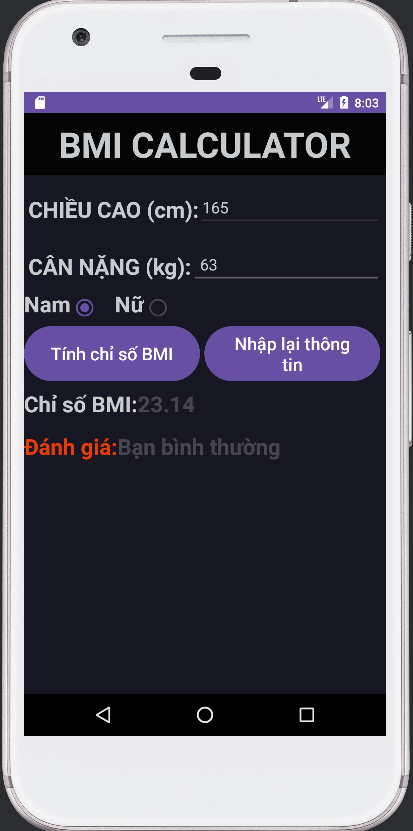 LTE 8:03
BMI CALCULATOR
CHIỀU CAO (cm): 165
CÂN NẶNG (kg): 63
Nam Nữ
Tính chỉ số BMI
Nhập lại thông
tin
Chỉ số BMI:23.14
Đánh giá:Bạn bình thường